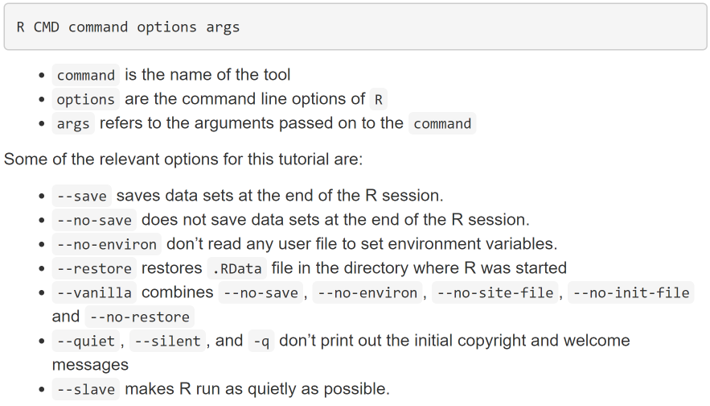 R CMD command options args
• command is the name of the tool
• options are the command line options of R
• args refers to the arguments passed on to the command
Some of the relevant options for this tutorial are:
• --save saves data sets at the end of the R session.
• --no-save does not save data sets at the end of the R session.
• --no-environ don’t read any user file to set environment variables.
• --restore restores .RData file in the directory where R was started
• --vanilla combines --no-save, --no-environ, --no-site-file, --no-init-file
and --no-restore
• --quiet, --silent, and -q don’t print out the initial copyright and welcome
messages
• --slave makes R run as quietly as possible.